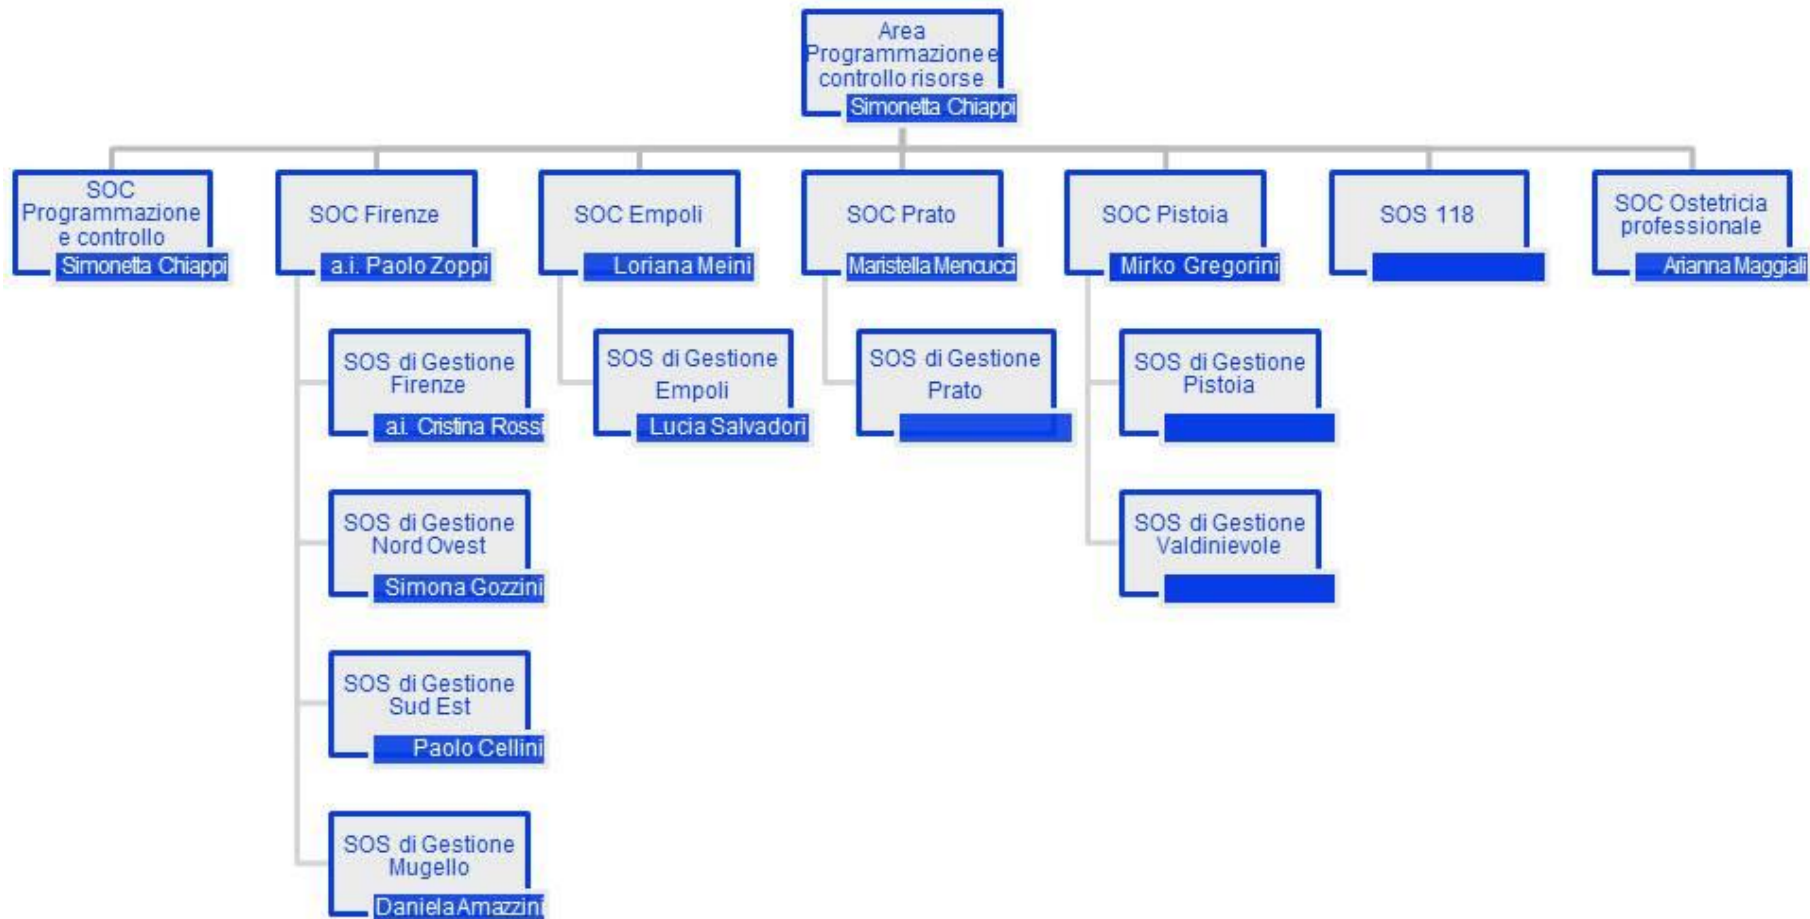 Area
Programmazione e
controllo risorse
Simonetta Chiappi
SOC
Programmazione
e controllo
Simonetta Chiappi
SOC Firenze
a.i. Paolo Zoppi
SOC Empoli
Loriana Meini
SOC Prato
Maristella Mencucci
SOC Pistoia
Mirko Gregorini
SOS 118
SOC Ostetricia
professionale
Arianna Maggiali
SOS di Gestione
Firenze
a.i. Cristina Rossi
SOS di Gestione
Empoli
Lucia Salvadori
SOS di Gestione
Prato
SOS di Gestione
Pistoia
SOS di Gestione
Nord Ovest
Simona Gozzini
SOS di Gestione
Valdinievole
SOS di Gestione
Sud Est
Paolo Cellini
SOS di Gestione
Mugello
Daniela Amazzini